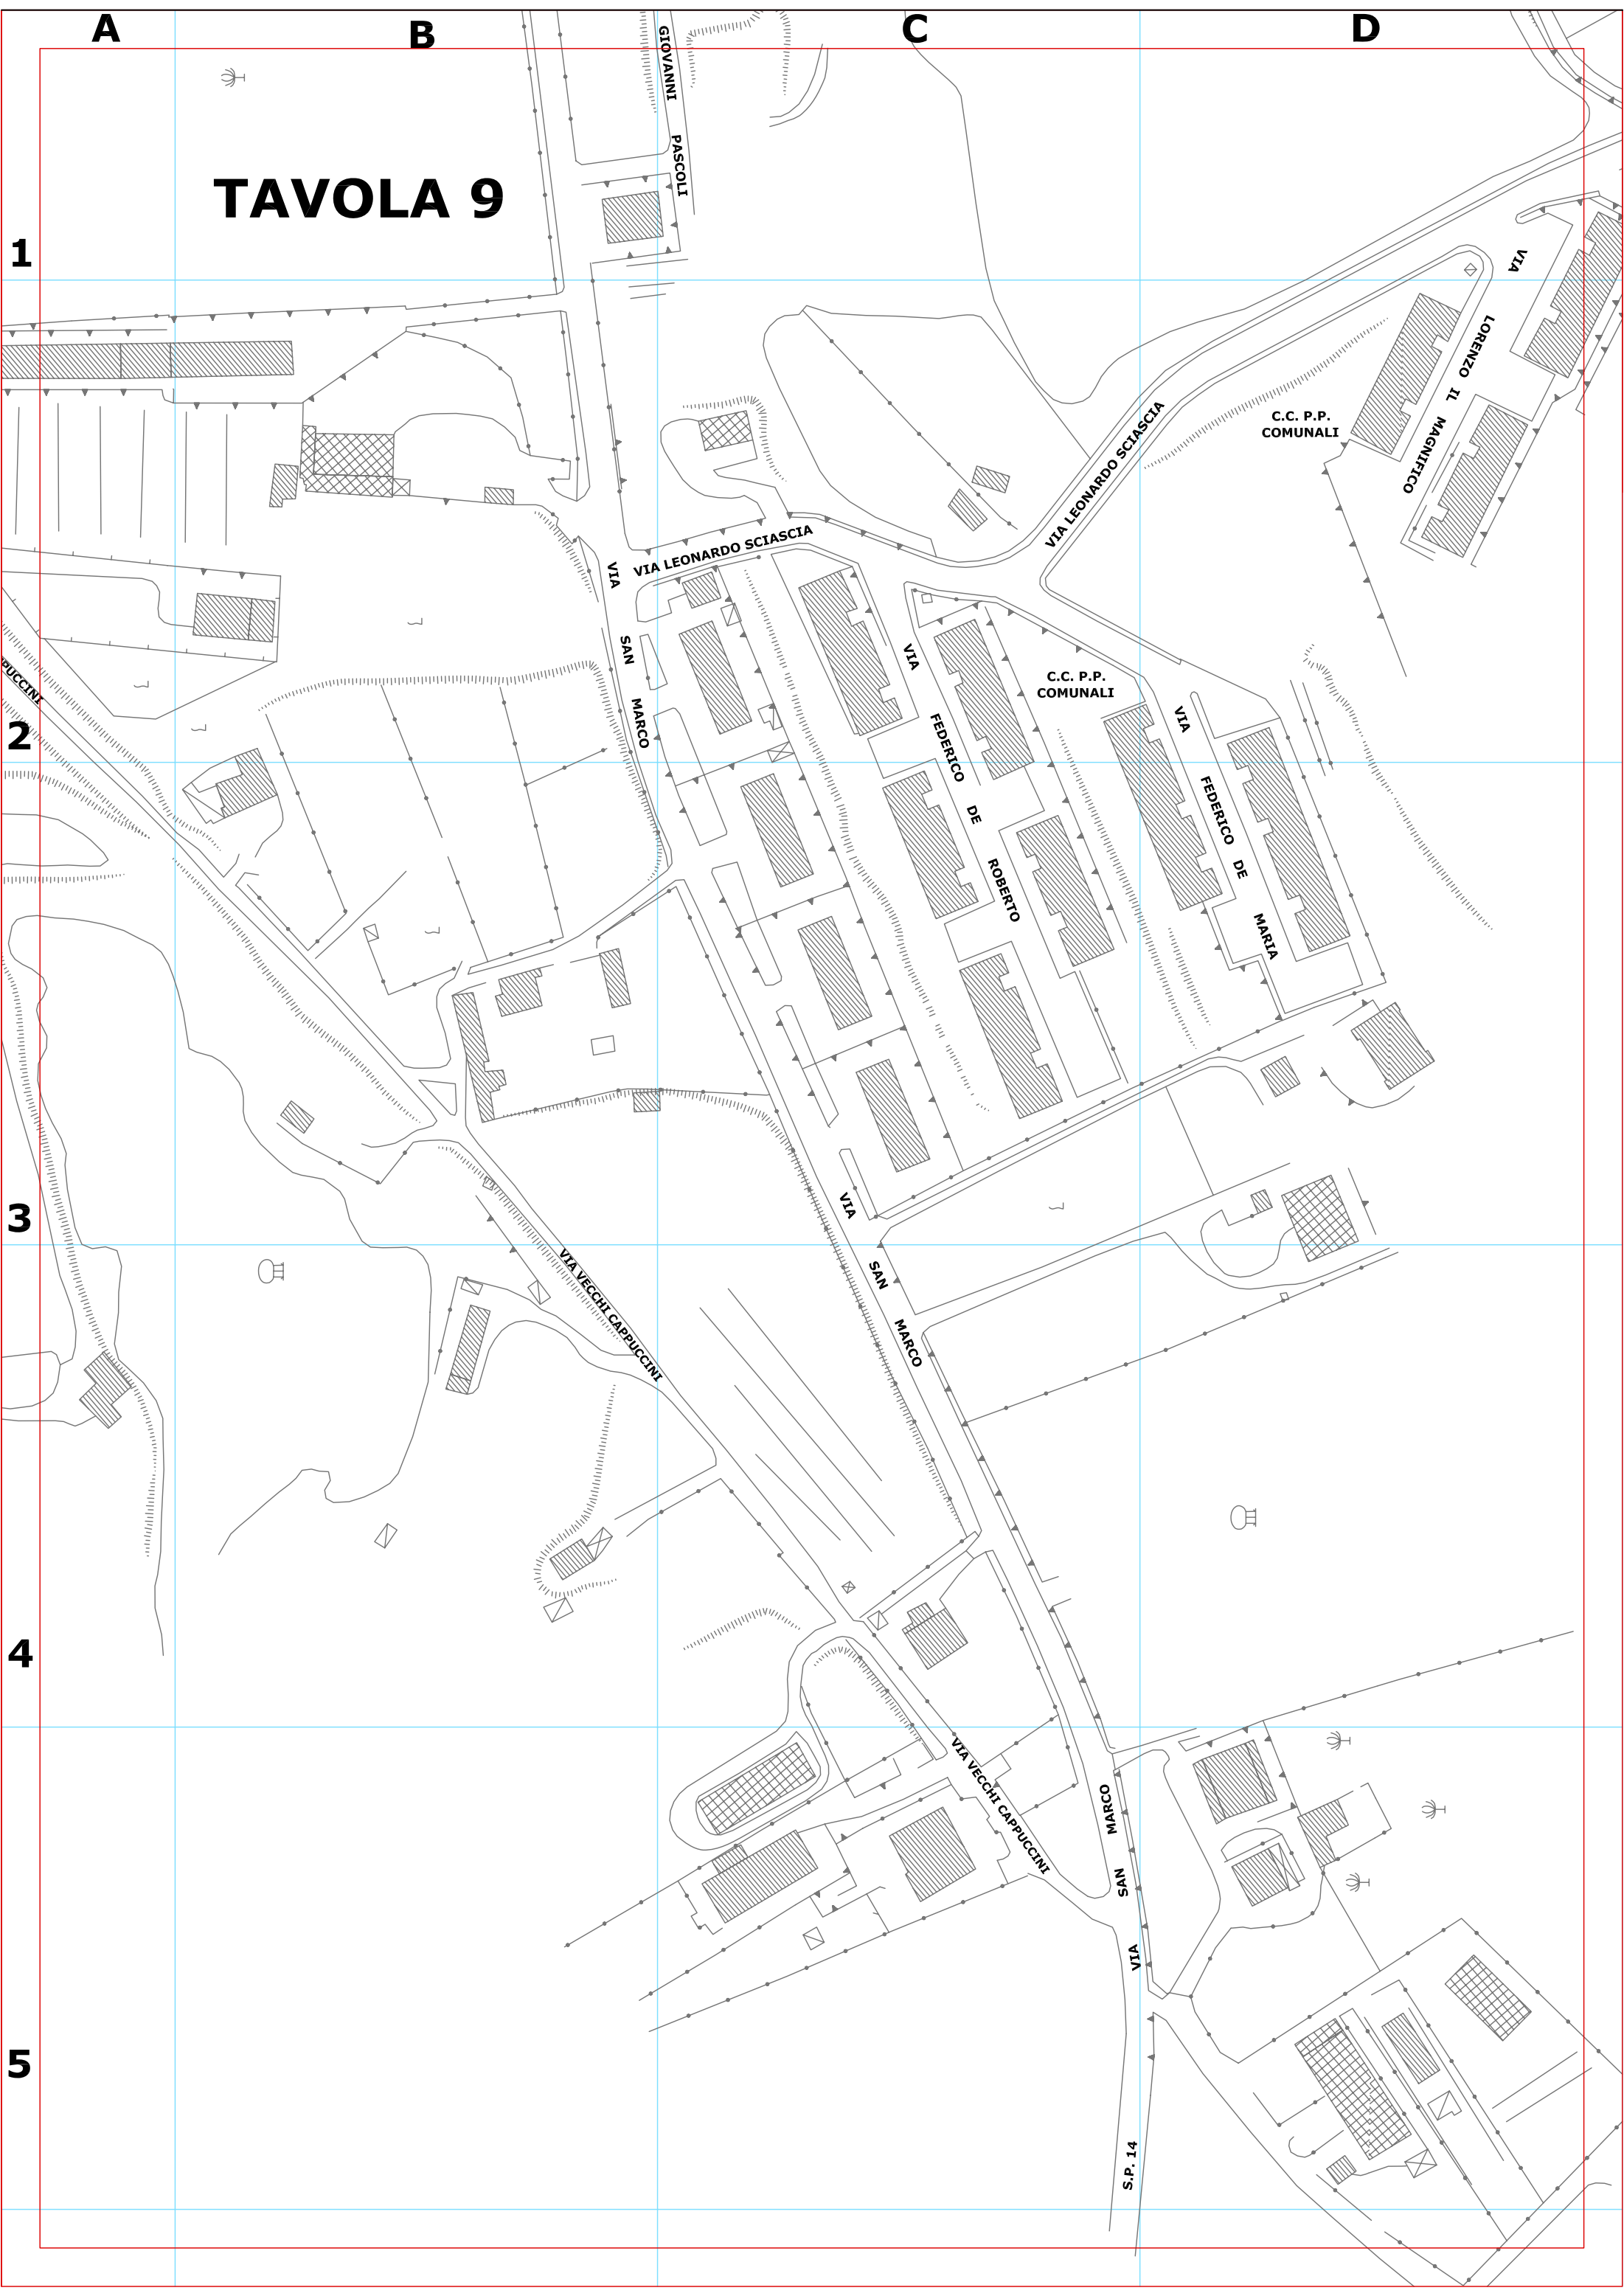 A
B
C
D
GIOVANNI
PASCOLI
TAVOLA 9
1
VIA
LORENZO IL
MAGNIFICO
C.C. P.P.
COMUNALI
VIA LEONARDO SCIASCIA
VIA LEONARDO SCIASCIA
VIA
SAN
MARCO
PUCCINI
2
VIA
FEDERICO
DE
ROBERTO
C.C. P.P.
COMUNALI
VIA
FEDERICO
DE
MARIA
3
VIA
SAN
MARCO
VIA VECCHI CAPPUCCINI
4
VIA VECCHI CAPPUCCINI
MARCO
SAN
VIA
5
S.P. 14